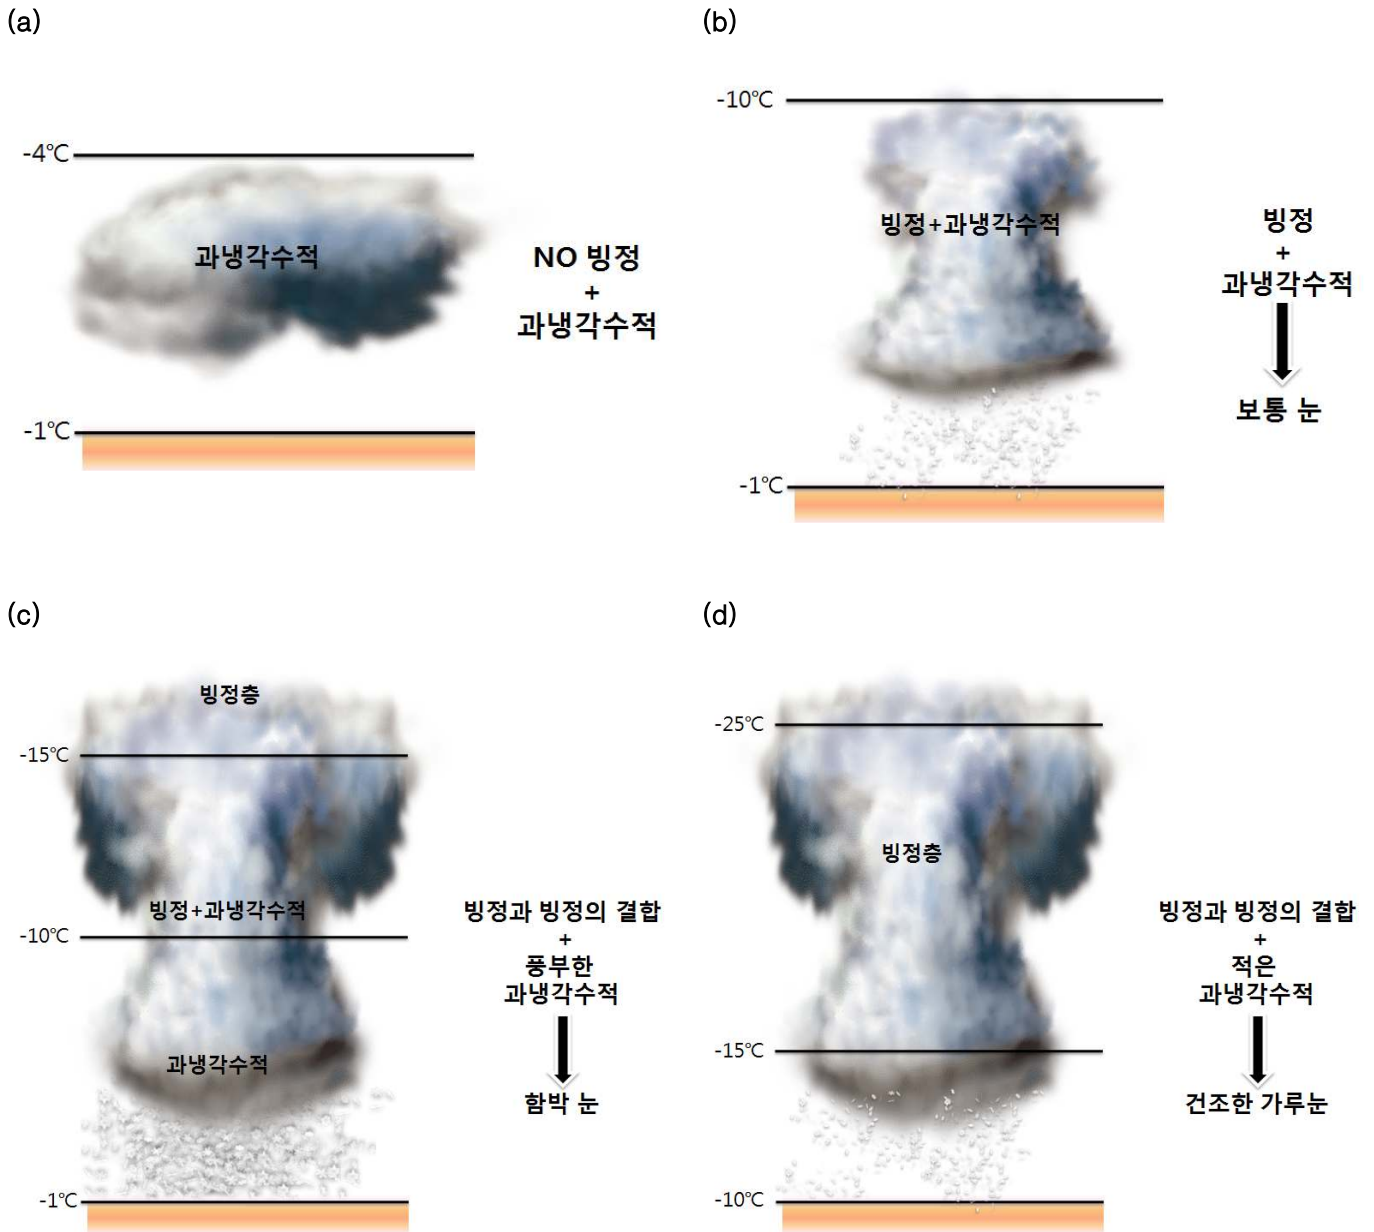 (a)
-4℃
과냉각수적
NO 빙정
+
과냉각수적
-1℃
(b)
-10℃
빙정+과냉각수적
빙정
+
과냉각수적
보통 눈
-1℃
(c)
빙정층
-15℃
빙정+과냉각수적
-10℃
과냉각수적
-1℃
빙정과 빙정의 결합
+
풍부한
과냉각수적
함박 눈
(d)
-25℃
빙정층
-15℃
-10℃
빙정과 빙정의 결합
+
적은
과냉각수적
건조한 가루눈